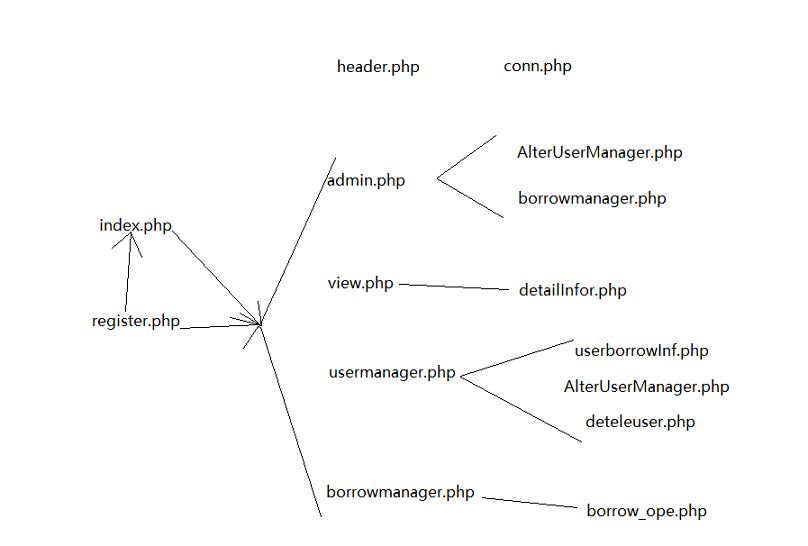 header.php
conn.php
admin.php
AlterUserManager.php
borrowmanager.php
index.php
view.php
detailInfor.php
register.php
usermanager.php
userborrowInf.php
AlterUserManager.php
deteleuser.php
borrowmanager.php
borrow_ope.php